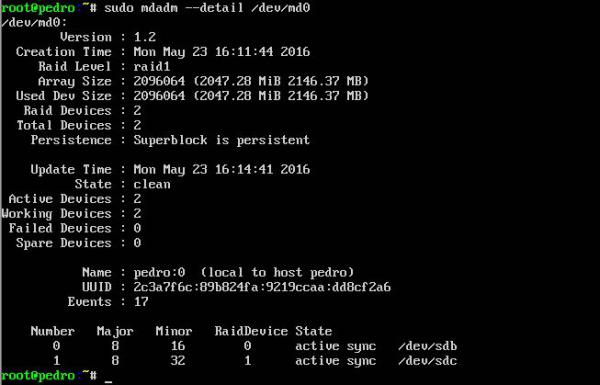 root@pedro:~# sudo mdadm --detail /dev/md0
/dev/md0:
Version : 1.2
Creation Time : Mon May 23 16:11:44 2016
Raid Level : raid1
Array Size : 2096064 (2047.28 MiB 2146.37 MB)
Used Dev Size : 2096064 (2047.28 MiB 2146.37 MB)
Raid Devices : 2
Total Devices : 2
Persistence : Superblock is persistent
Update Time : Mon May 23 16:14:41 2016
State : clean
Active Devices : 2
Working Devices : 2
Failed Devices : 0
Spare Devices : 0
Name : pedro:0 (local to host pedro)
UUID : 2c3a7f6c:89b824fa:9219ccaa:dd8cf2a6
Events : 17
Number Major Minor RaidDevice State
0 8 16 0 active sync /dev/sdb
1 8 32 1 active sync /dev/sdc
root@pedro:~# _